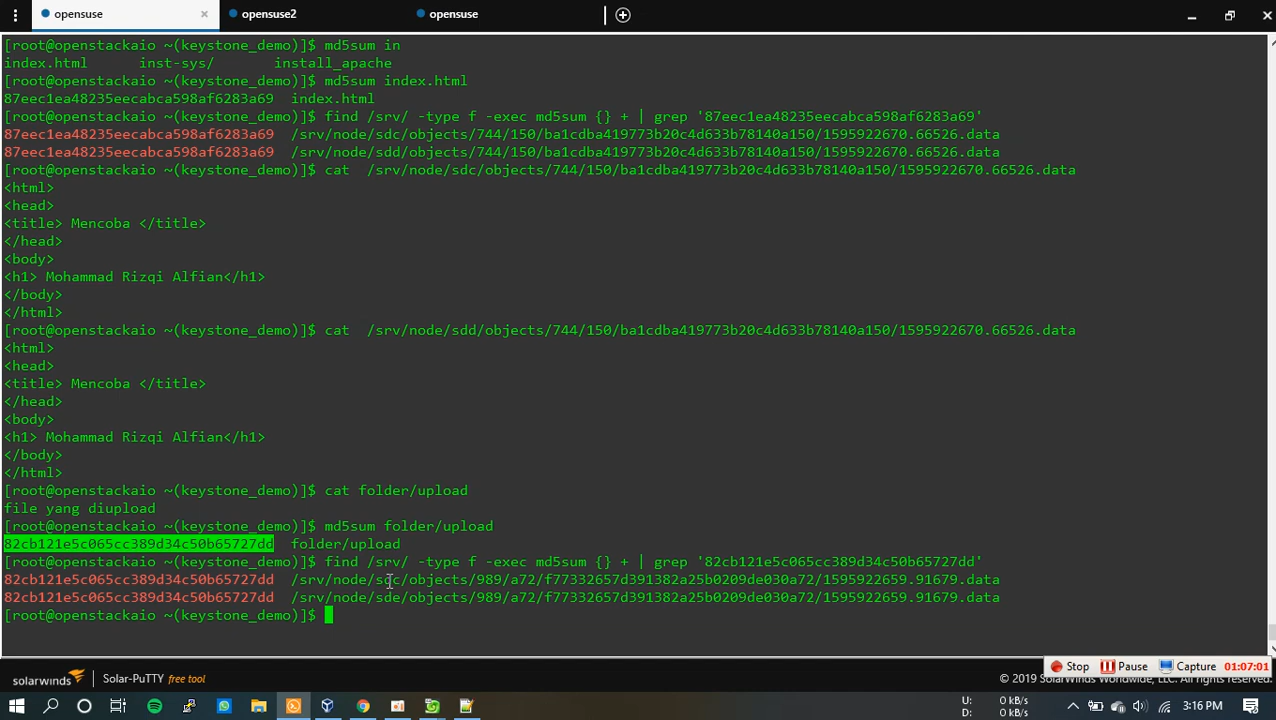 opensuse
opensuse2
opensuse
[root@openstackaio ~(keystone_demo)]$ md5sum in
index.html inst-sys/ install_apache
[root@openstackaio ~(keystone_demo)]$ md5sum index.html
87eec1ea48235eecabca598af6283a69 index.html
[root@openstackaio ~(keystone_demo)]$ find /srv/ -type f -exec md5sum {} + | grep '87eec1ea48235eecabca598af6283a69'
87eec1ea48235eecabca598af6283a69 /srv/node/sdc/objects/744/150/ba1cdba419773b20c4d633b78140a150/1595922670.66526.data
87eec1ea48235eecabca598af6283a69 /srv/node/sdd/objects/744/150/ba1cdba419773b20c4d633b78140a150/1595922670.66526.data
[root@openstackaio ~(keystone_demo)]$ cat /srv/node/sdc/objects/744/150/ba1cdba419773b20c4d633b78140a150/1595922670.66526.data
<html>
<head>
<title> Mencoba </title>
</head>
<body>
<h1> Mohammad Rizqi Alfian</h1>
</body>
</html>
[root@openstackaio ~(keystone_demo)]$ cat /srv/node/sdd/objects/744/150/ba1cdba419773b20c4d633b78140a150/1595922670.66526.data
<html>
<head>
<title> Mencoba </title>
</head>
<body>
<h1> Mohammad Rizqi Alfian</h1>
</body>
</html>
[root@openstackaio ~(keystone_demo)]$ cat folder/upload
file yang diupload
[root@openstackaio ~(keystone_demo)]$ md5sum folder/upload
82cb121e5c065cc389d34c50b65727dd folder/upload
[root@openstackaio ~(keystone_demo)]$ find /srv/ -type f -exec md5sum {} + | grep '82cb121e5c065cc389d34c50b65727dd'
82cb121e5c065cc389d34c50b65727dd /srv/node/sdc/objects/989/a72/f77332657d391382a25b0209de030a72/1595922659.91679.data
82cb121e5c065cc389d34c50b65727dd /srv/node/sde/objects/989/a72/f77332657d391382a25b0209de030a72/1595922659.91679.data
[root@openstackaio ~(keystone_demo)]$
Stop Pause Capture 01:07:01
solarwinds Solar-PuTTY free tool
© 2019 SolarWinds Worldwide, LLC. All rights reserved.
U: 0 kB/s
D: 0 kB/s
3:16 PM